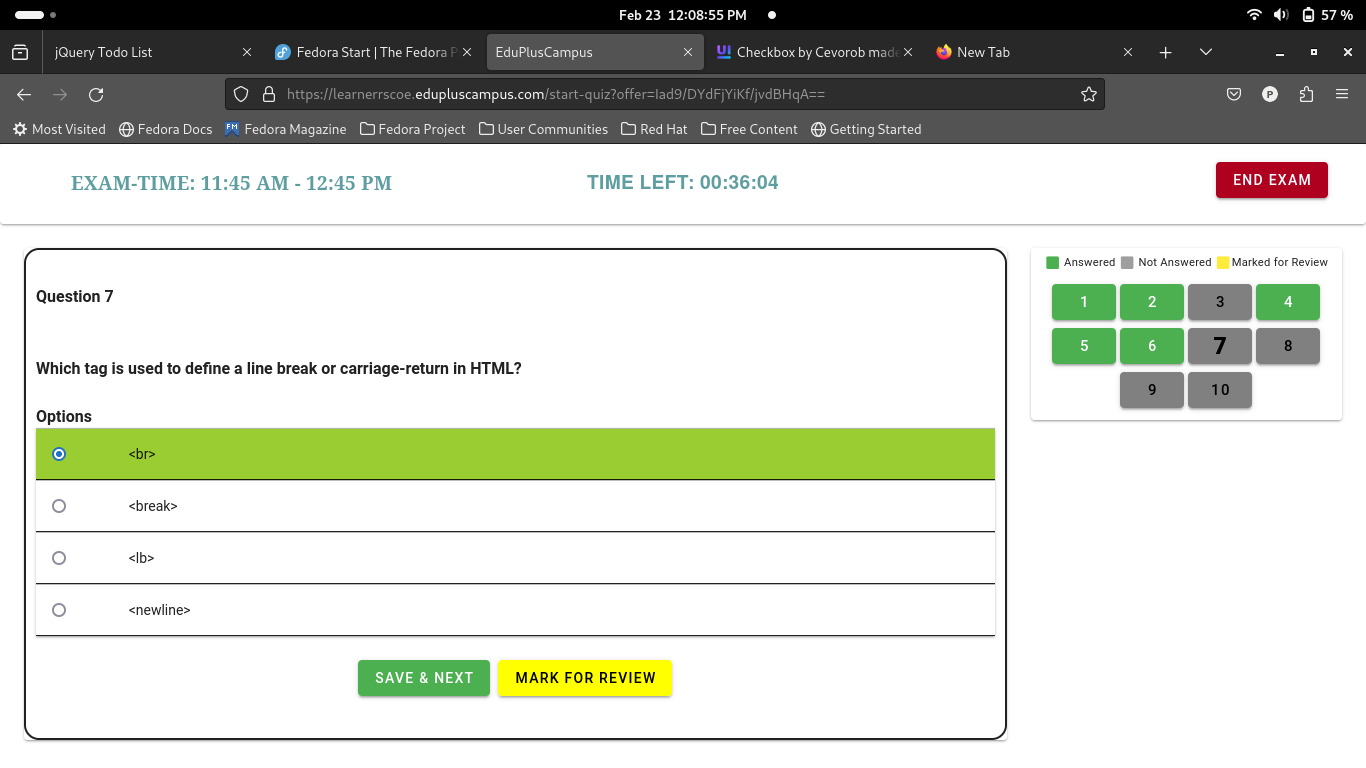 Feb 23 12:08:55 PM
57 %
jQuery Todo List
Fedora Start | The Fedora P
EduPlusCampus
Checkbox by Cevorob made
New Tab
https://learnerrscoe.edupluscampus.com/start-quiz?offer=Iad9/DYdFjYiKf/jvdBHqA==
P
Most Visited
Fedora Docs
FM
Fedora Magazine
Fedora Project
User Communities
Red Hat
Free Content
Getting Started
EXAM-TIME: 11:45 AM - 12:45 PM
TIME LEFT: 00:36:04
END EXAM
Question 7
Which tag is used to define a line break or carriage-return in HTML?
Options
<br>
<break>
<lb>
<newline>
SAVE & NEXT
MARK FOR REVIEW
Answered
Not Answered
Marked for Review
1 2 3 4
5 6 7 8
9 10